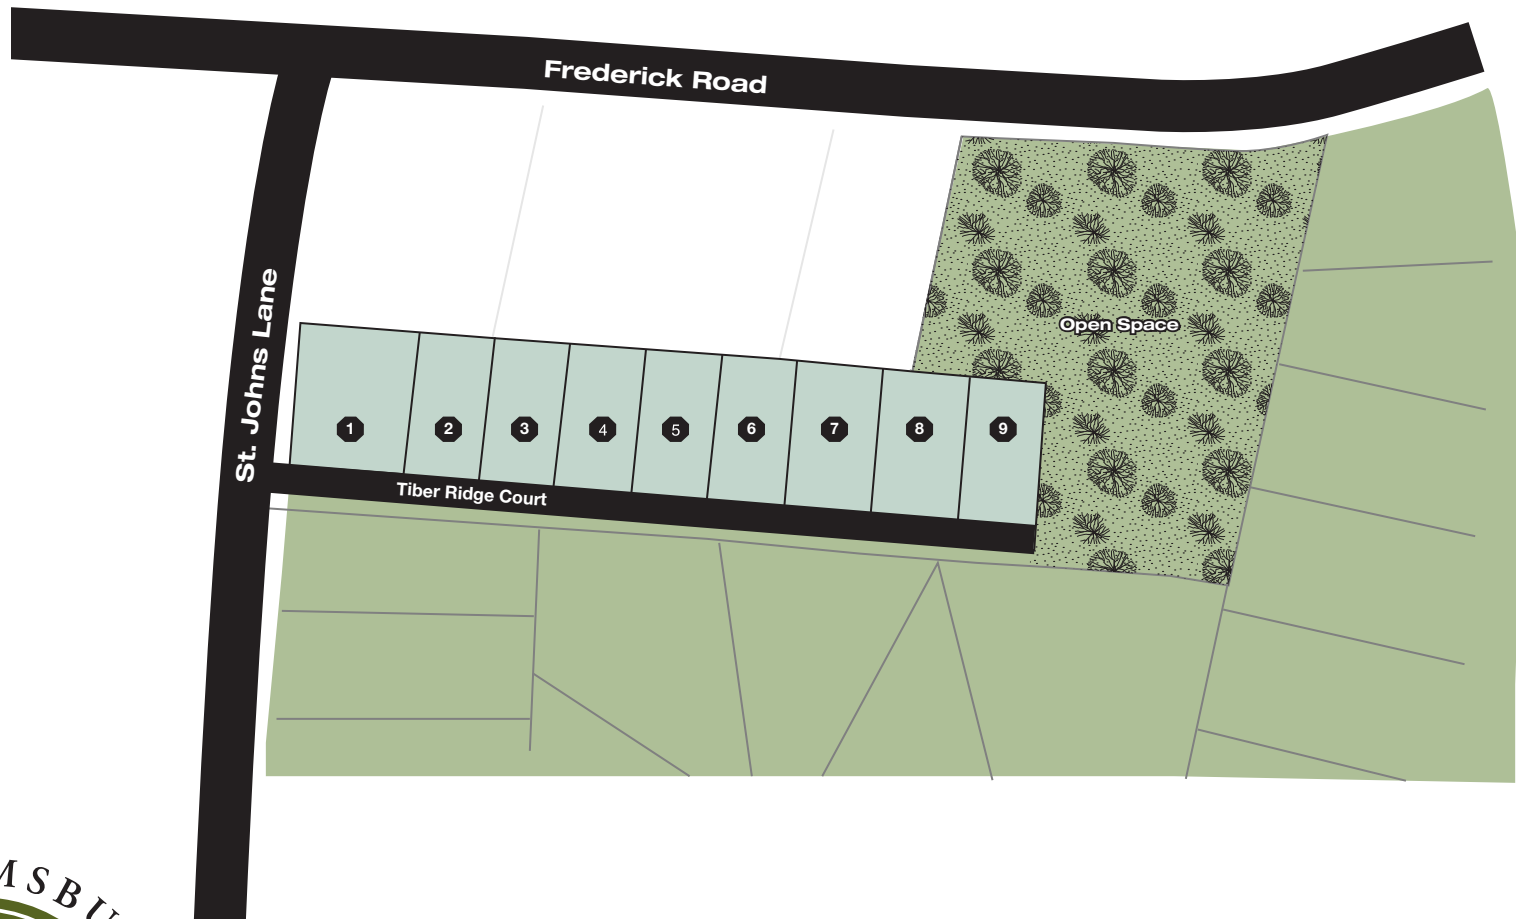 Frederick Road
St. Johns Lane
Open Space
1 2 3 4 5 6 7 8 9
Tiber Ridge Court
MSBU